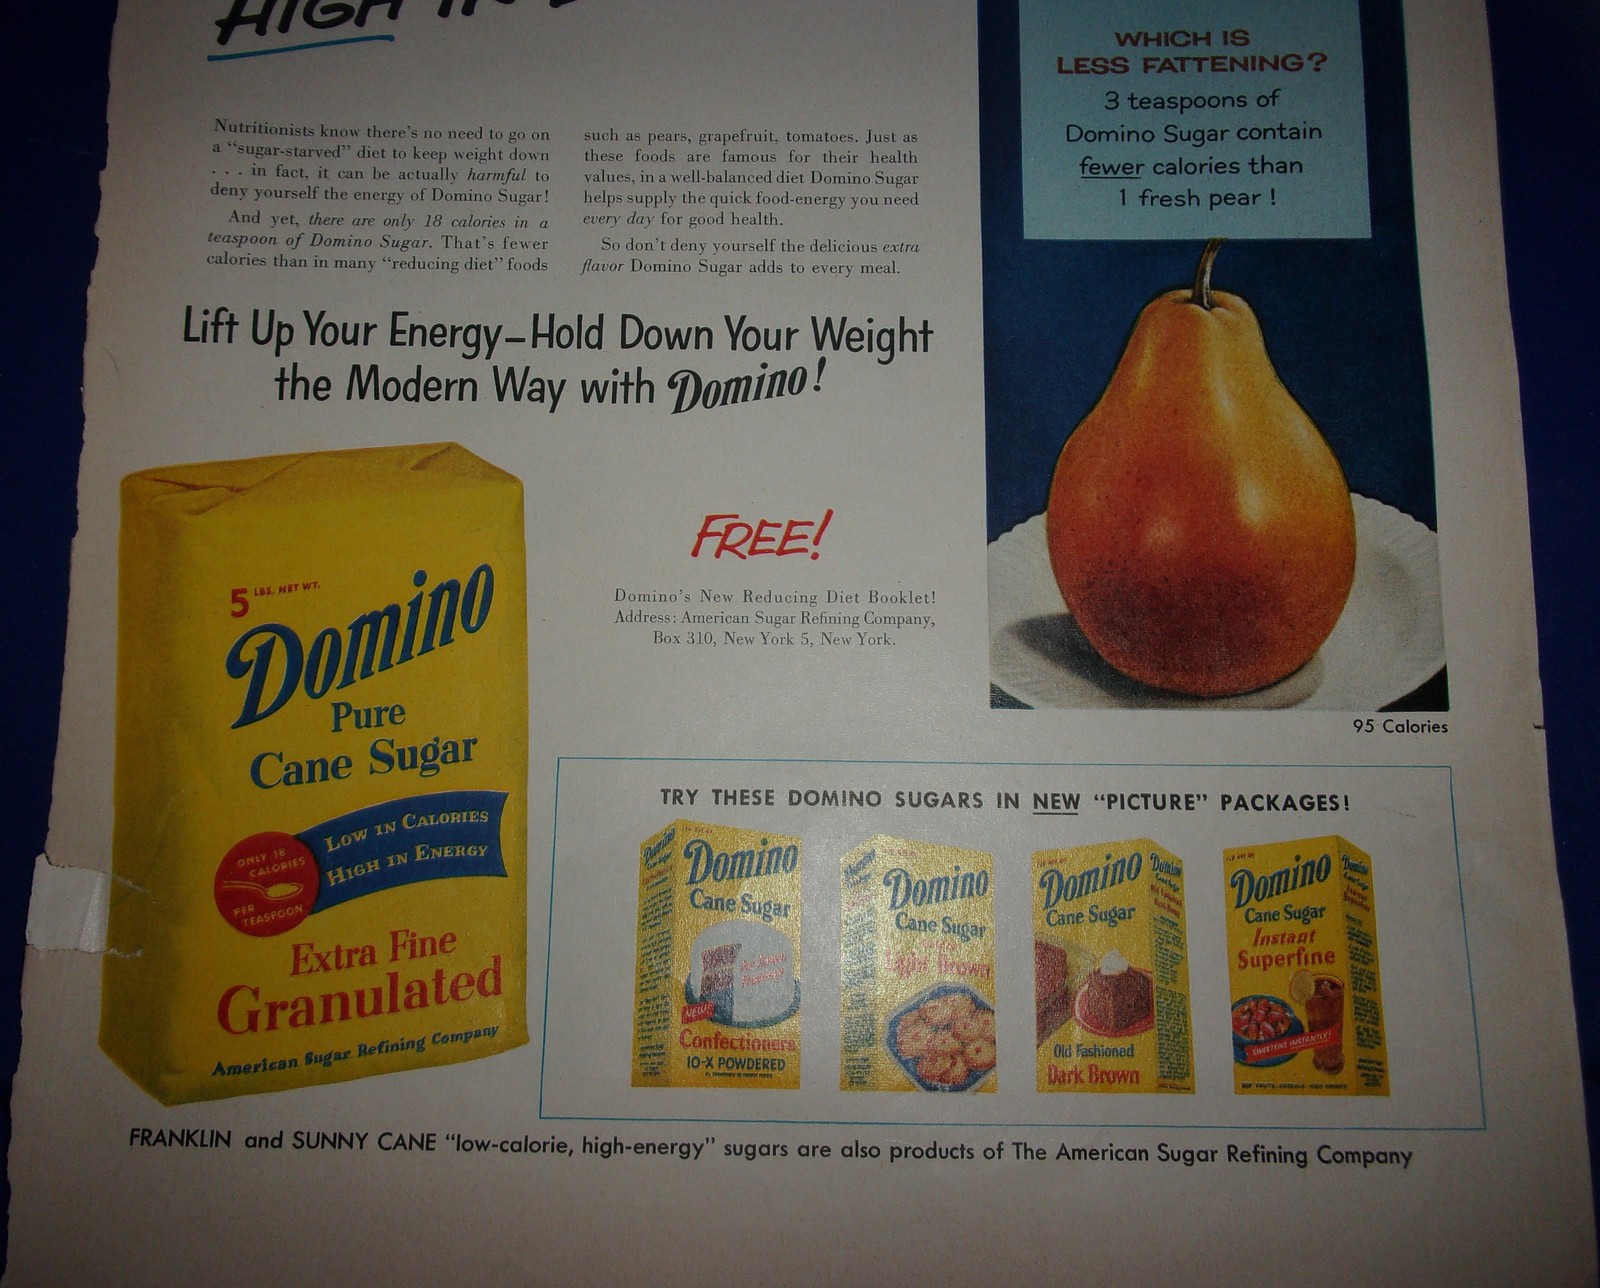 HIGH IN
Nutritionists know there's no need to go on
a “sugar-starved” diet to keep weight down
. . . in fact, it can be actually harmful to
deny yourself the energy of Domino Sugar!
And yet, there are only 18 calories in a
teaspoon of Domino Sugar. That's fewer
calories than in many “reducing diet” foods
such as pears, grapefruit, tomatoes. Just as
these foods are famous for their health
values, in a well-balanced diet Domino Sugar
helps supply the quick food-energy you need
every day for good health.
So don't deny yourself the delicious extra
flavor Domino Sugar adds to every meal.
WHICH IS
LESS FATTENING?
3 teaspoons of
Domino Sugar contain
fewer calories than
1 fresh pear !
95 Calories
Lift Up Your Energy–Hold Down Your Weight
the Modern Way with Domino!
5 LBS. NET WT.
Domino
Pure
Cane Sugar
LOW IN CALORIES
HIGH IN ENERGY
ONLY 18
CALORIES
PER
TEASPOON
Extra Fine
Granulated
American Sugar Refining Company
FREE!
Domino's New Reducing Diet Booklet!
Address: American Sugar Refining Company,
Box 310, New York 5, New York.
TRY THESE DOMINO SUGARS IN NEW “PICTURE” PACKAGES!
Domino
Cane Sugar
NEW!
Confectioners
10-X POWDERED
Domino
Cane Sugar
Light Brown
Domino
Cane Sugar
Old Fashioned
Dark Brown
Domino
Cane Sugar
Instant
Superfine
SWEETENS INSTANTLY!
FRANKLIN and SUNNY CANE “low-calorie, high-energy” sugars are also products of The American Sugar Refining Company